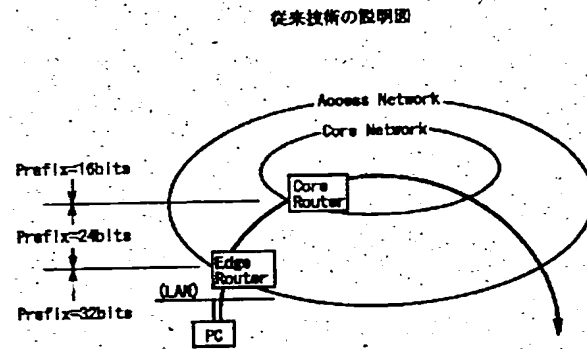 従来技術の説明図
Access Network
Core Network
Prefix=16bits
Core
Router
Prefix=24bits
Edge
Router
(LAN)
Prefix=32bits
PC